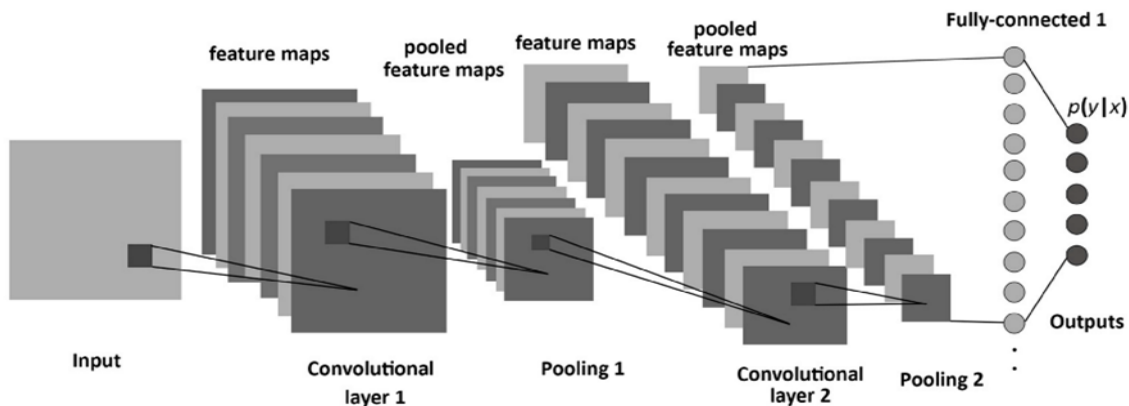 feature maps
pooled
feature maps
feature maps
pooled
feature maps
Fully-connected 1
p(y|x)
Input
Convolutional
layer 1
Pooling 1
Convolutional
layer 2
Pooling 2
Outputs